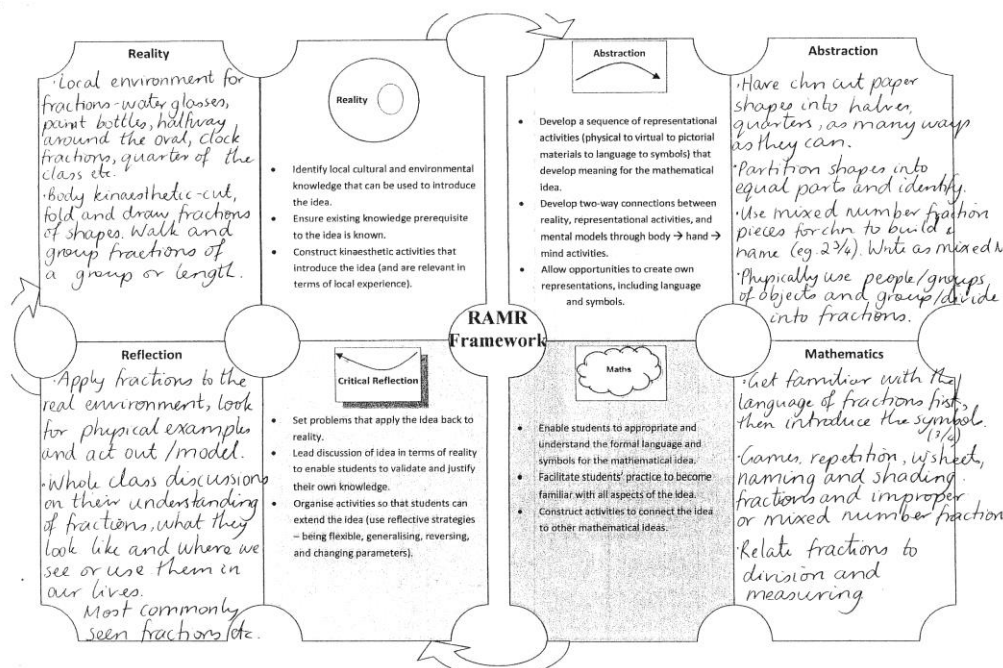 Reality
·Local environment for
fractions-water glasses,
paint bottles, halfway
around the oval, clock
fractions, quarter of the
class etc.
·Body kinaesthetic-cut,
fold and draw fractions
of shapes. Walk and
group fractions of
a group or length.
Reality
• Identify local cultural and environmental
knowledge that can be used to introduce
the idea.
• Ensure existing knowledge prerequisite
to the idea is known.
• Construct kinaesthetic activities that
introduce the idea (and are relevant in
terms of local experience).
Abstraction
• Develop a sequence of representational
activities (physical to virtual to pictorial
materials to language to symbols) that
develop meaning for the mathematical
idea.
• Develop two-way connections between
reality, representational activities, and
mental models through body → hand →
mind activities.
• Allow opportunities to create own
representations, including language
and symbols.
Abstraction
·Have chn cut paper
shapes into halves,
quarters, as many ways
as they can.
·Partition shapes into
equal parts and identify.
·Use mixed number fraction
pieces for chn to build &
name (eg. 2 3/4). Write as mixed N
·Physically use people/groups
of objects and group/divide
into fractions.
RAMR
Framework
Reflection
·Apply fractions to the
real environment, look
for physical examples
and act out/model.
·Whole class discussions
on their understanding
of fractions, what they
look like and where we
see or use them in
our lives.
Most commonly
seen fractions etc.
Critical Reflection
• Set problems that apply the idea back to
reality.
• Lead discussion of idea in terms of reality
to enable students to validate and justify
their own knowledge.
• Organise activities so that students can
extend the idea (use reflective strategies
– being flexible, generalising, reversing,
and changing parameters).
Maths
• Enable students to appropriate and
understand the formal language and
symbols for the mathematical idea.
• Facilitate students' practice to become
familiar with all aspects of the idea.
• Construct activities to connect the idea
to other mathematical ideas.
Mathematics
·Get familiar with the
language of fractions first,
then introduce the symbol.
(3/4)
·Games, repetition, w/sheet,
naming and shading
fractions and improper
or mixed number fraction
·Relate fractions to
division and
measuring